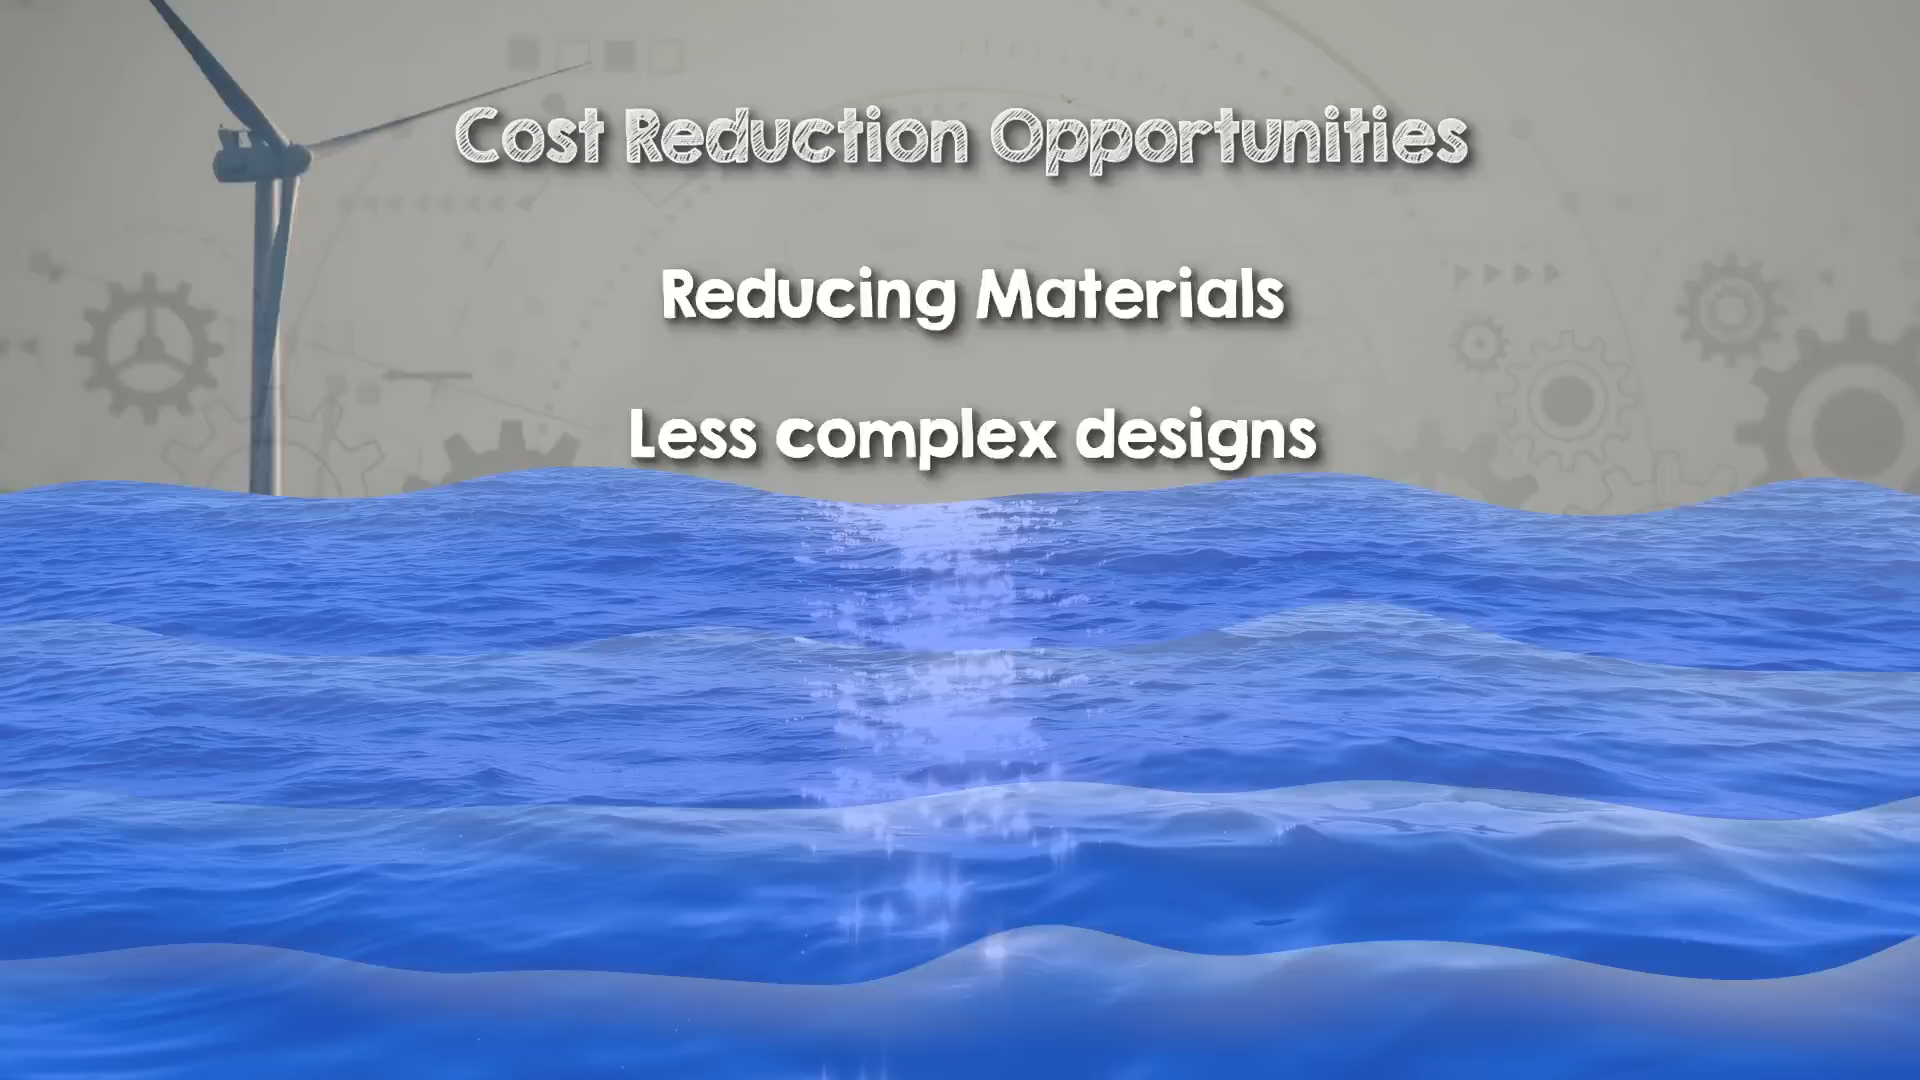 Cost Reduction Opportunities
Reducing Materials
Less complex designs